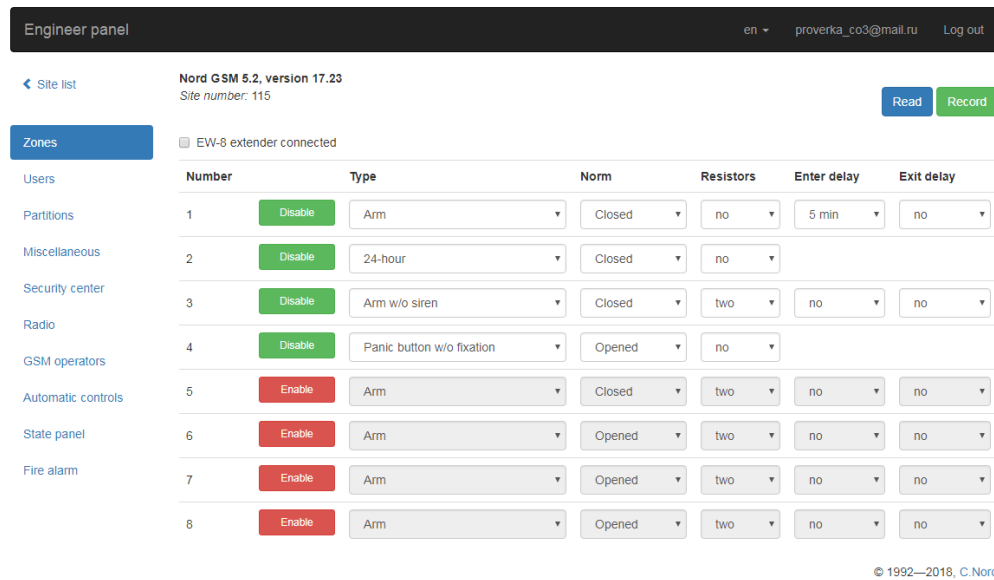 Engineer panel en proverka_co3@mail.ru Log out
Site list
Nord GSM 5.2, version 17.23
Site number: 115
Read Record
Zones
Users
Partitions
Miscellaneous
Security center
Radio
GSM operators
Automatic controls
State panel
Fire alarm
EW-8 extender connected
Number Type Norm Resistors Enter delay Exit delay
1 Disable Arm Closed no 5 min no
2 Disable 24-hour Closed no
3 Disable Arm w/o siren Closed two no no
4 Disable Panic button w/o fixation Opened no
5 Enable Arm Closed two no no
6 Enable Arm Opened two no no
7 Enable Arm Opened two no no
8 Enable Arm Opened two no no
© 1992—2018, C.Nord